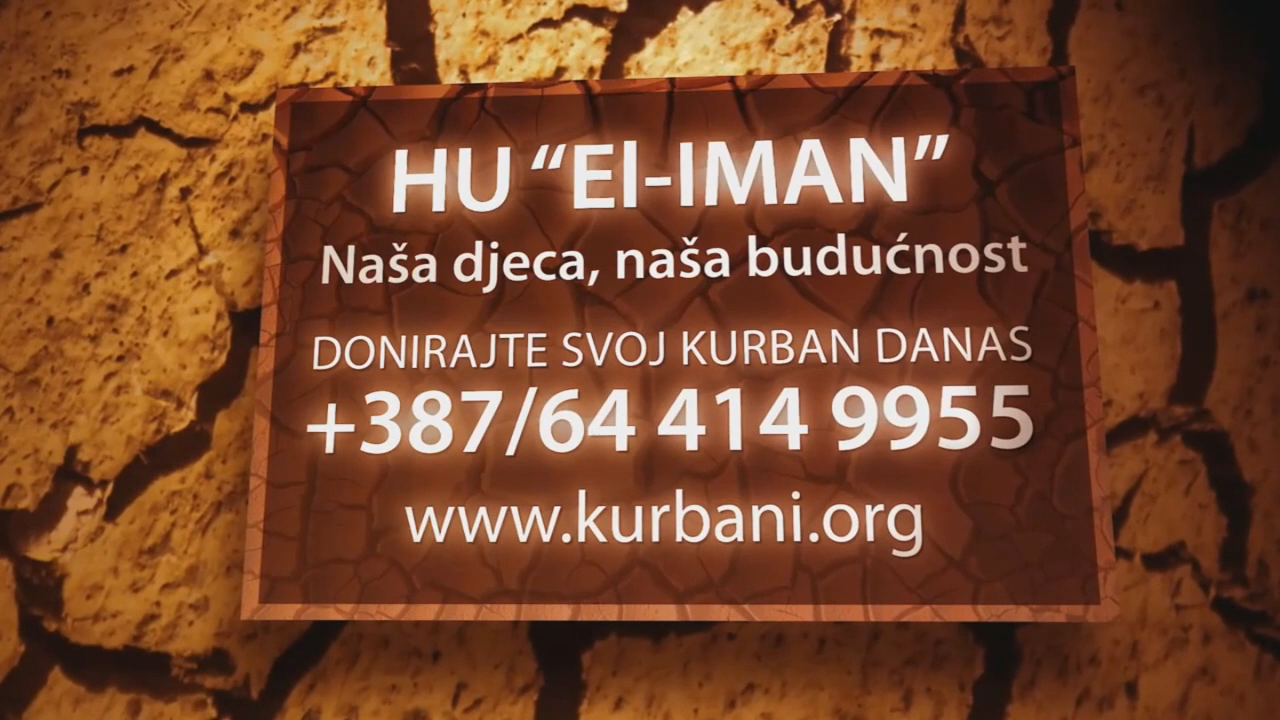 HU “El-IMAN”
Naša djeca, naša budućnost
DONIRAJTE SVOJ KURBAN DANAS
+387/64 414 9955
www.kurbani.org